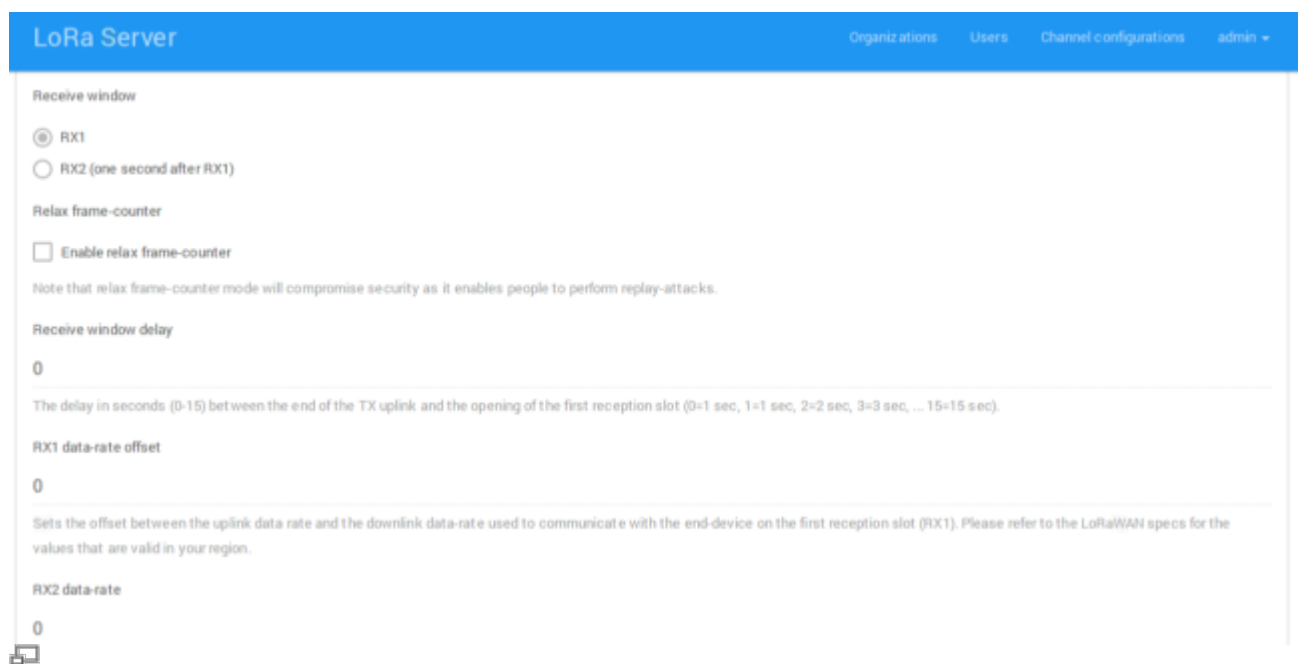 LoRa Server
Organizations Users Channel configurations admin
Receive window
RX1
RX2 (one second after RX1)
Relax frame-counter
Enable relax frame-counter
Note that relax frame-counter mode will compromise security as it enables people to perform replay-attacks.
Receive window delay
0
The delay in seconds (0-15) between the end of the TX uplink and the opening of the first reception slot (0=1 sec, 1=1 sec, 2=2 sec, 3=3 sec, ... 15=15 sec).
RX1 data-rate offset
0
Sets the offset between the uplink data rate and the downlink data-rate used to communicate with the end-device on the first reception slot (RX1). Please refer to the LoRaWAN specs for the
values that are valid in your region.
RX2 data-rate
0